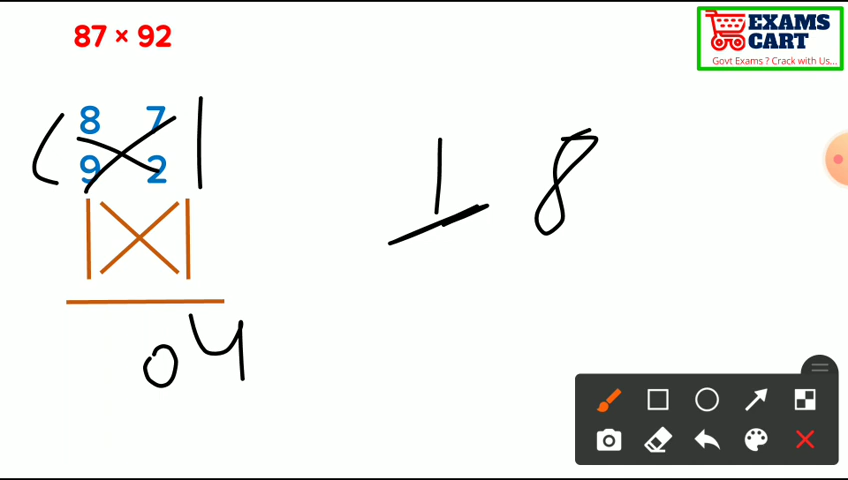 87 × 92
EXAMS
CART
Govt Exams ? Crack with Us...
8 7
9 2
1 8
04